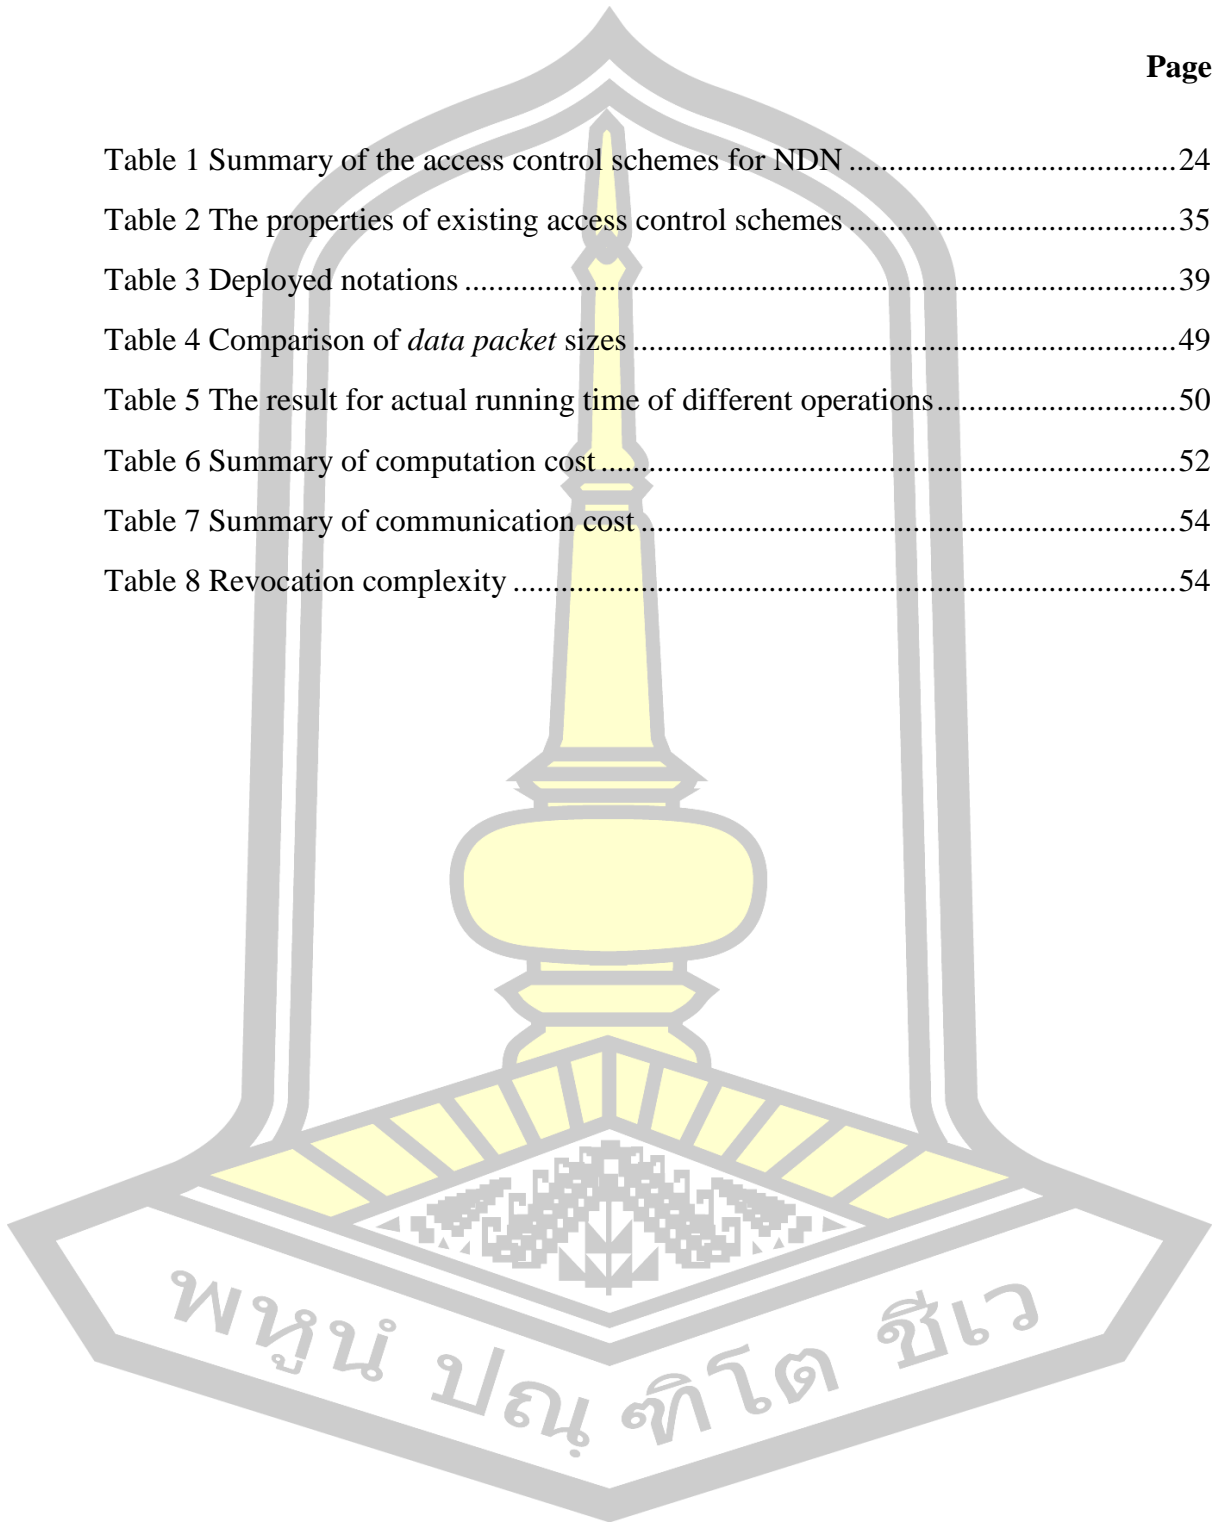 Page
Table 1 Summary of the access control schemes for NDN ........................................24
Table 2 The properties of existing access control schemes ........................................35
Table 3 Deployed notations .......................................................................................39
Table 4 Comparison of data packet sizes ..................................................................49
Table 5 The result for actual running time of different operations.............................50
Table 6 Summary of computation cost......................................................................52
Table 7 Summary of communication cost .................................................................54
Table 8 Revocation complexity .................................................................................54
พหูนํ ปณฺ ฑิโต ชีเว